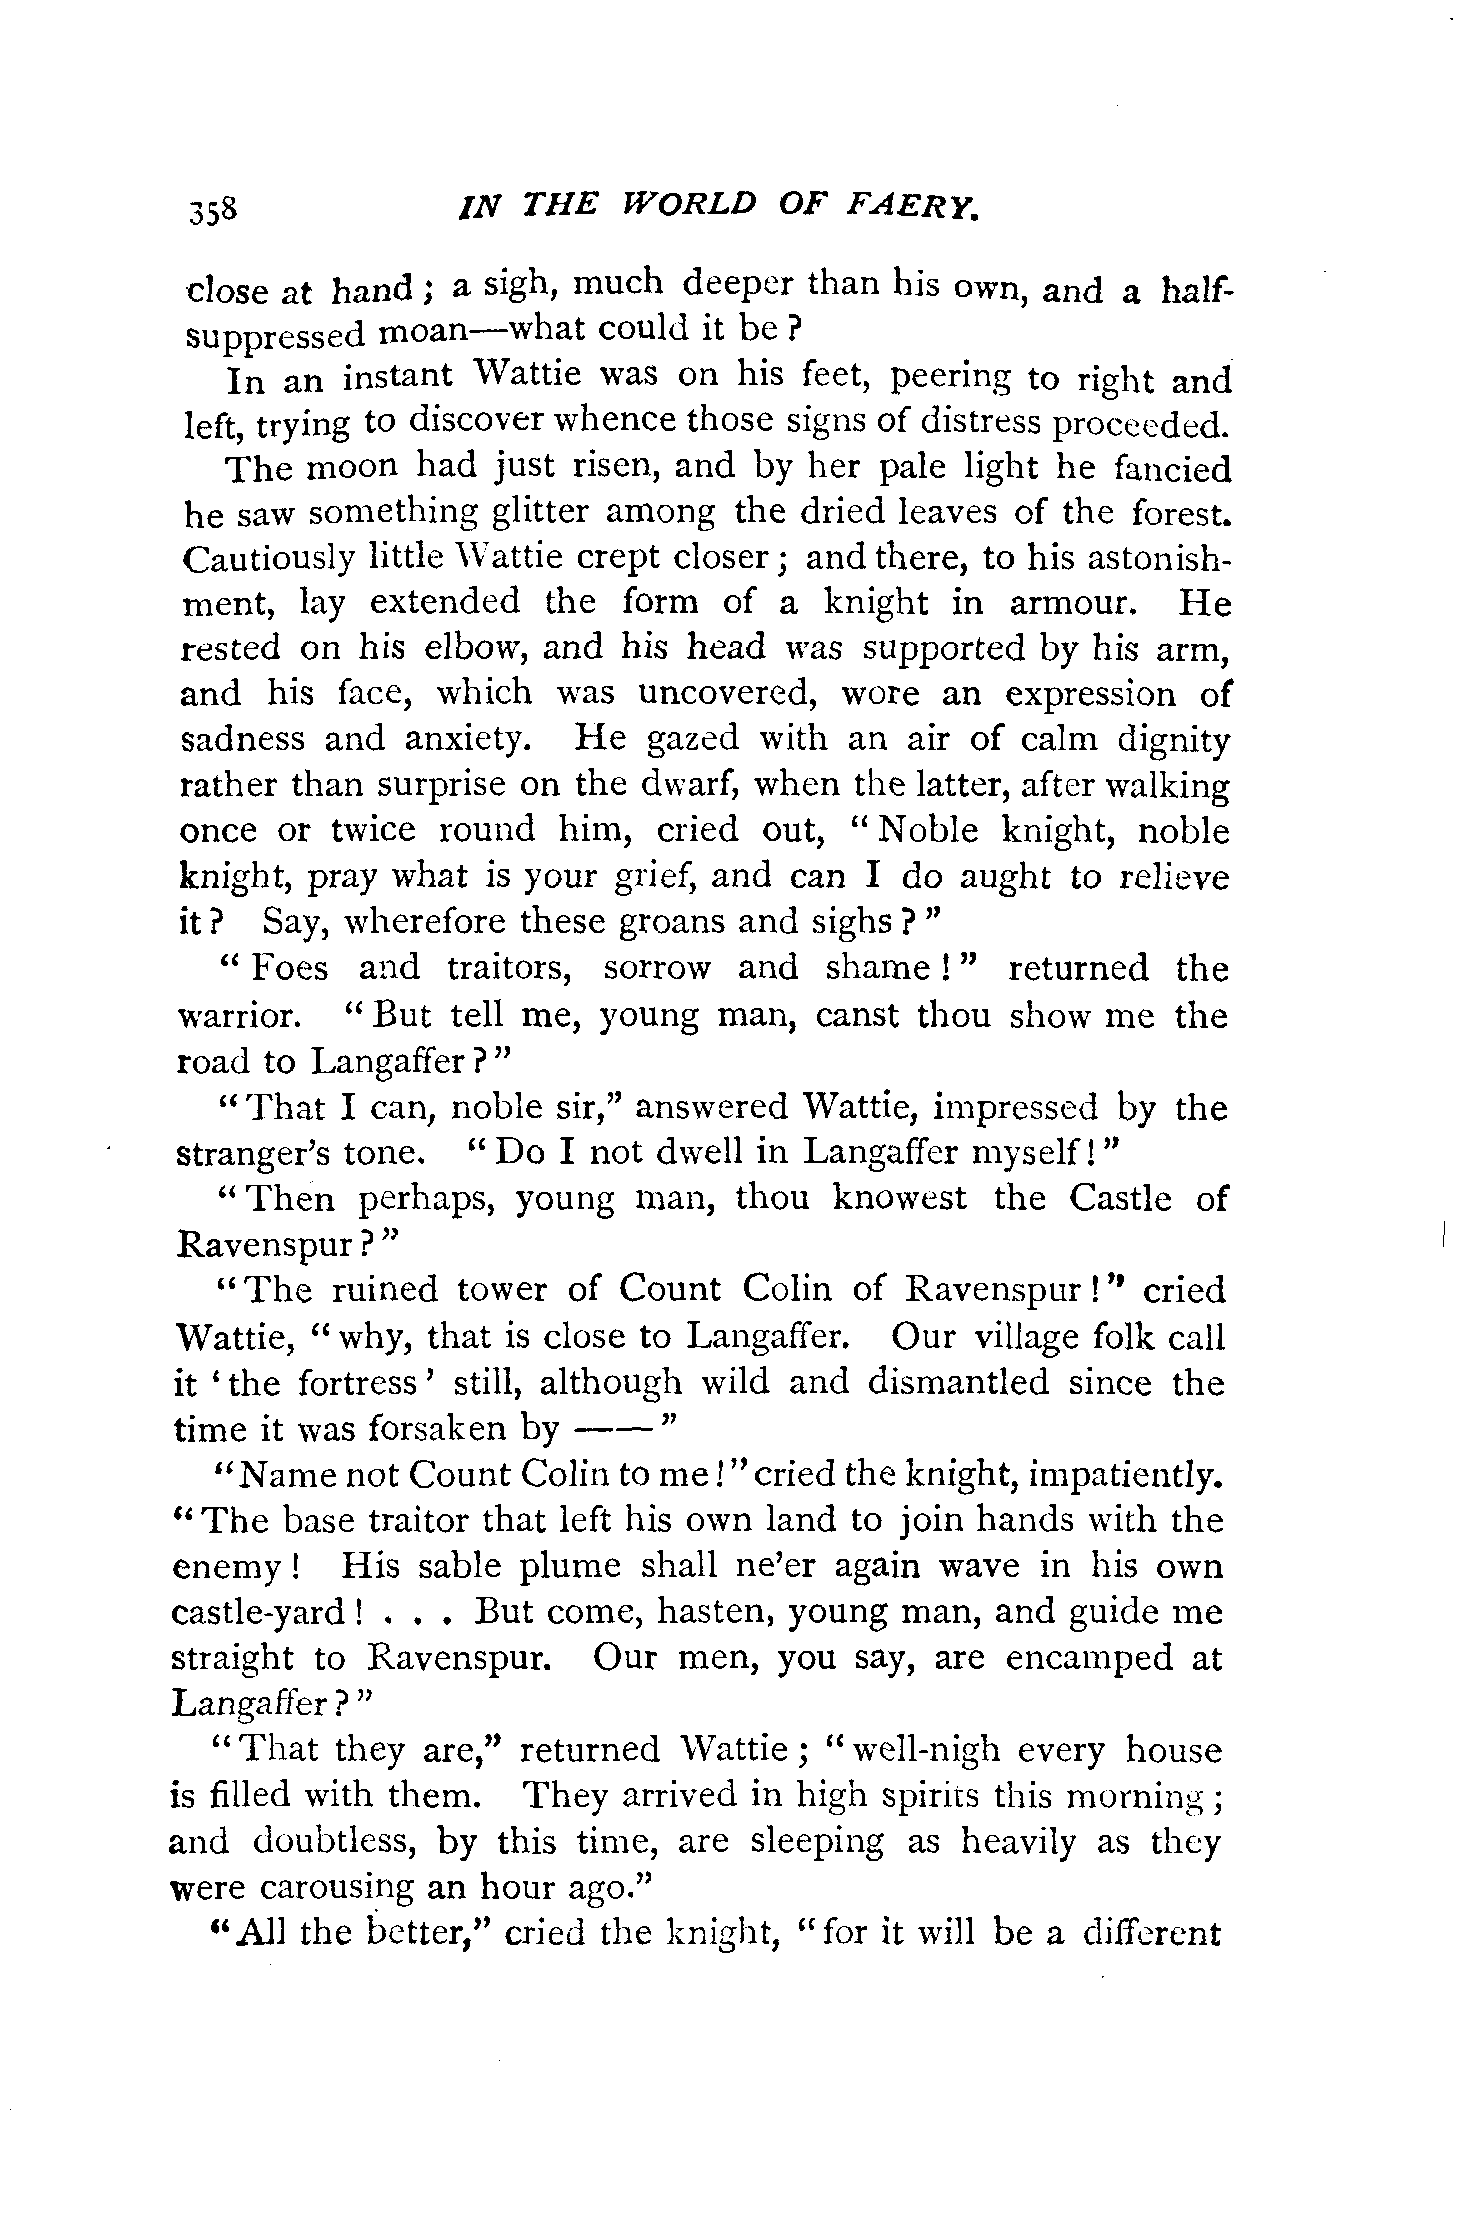 358 IN THE WORLD OF FAERY.
close at hand ; a sigh, much deeper than his own, and a half-
suppressed moan—what could it be ?
In an instant Wattie was on his feet, peering to right and
left, trying to discover whence those signs of distress proceeded.
The moon had just risen, and by her pale light he fancied
he saw something glitter among the dried leaves of the forest.
Cautiously little Wattie crept closer ; and there, to his astonish-
ment, lay extended the form of a knight in armour. He
rested on his elbow, and his head was supported by his arm,
and his face, which was uncovered, wore an expression of
sadness and anxiety. He gazed with an air of calm dignity
rather than surprise on the dwarf, when the latter, after walking
once or twice round him, cried out, “ Noble knight, noble
knight, pray what is your grief, and can I do aught to relieve
it ? Say, wherefore these groans and sighs ? ”
“ Foes and traitors, sorrow and shame ! ” returned the
warrior. “ But tell me, young man, canst thou show me the
road to Langaffer ? ”
“ That I can, noble sir,” answered Wattie, impressed by the
stranger’s tone. “ Do I not dwell in Langaffer myself ! ”
“ Then perhaps, young man, thou knowest the Castle of
Ravenspur ? ”
“ The ruined tower of Count Colin of Ravenspur ! ” cried
Wattie, “ why, that is close to Langaffer. Our village folk call
it ‘ the fortress ’ still, although wild and dismantled since the
time it was forsaken by —— ”
“ Name not Count Colin to me ! ” cried the knight, impatiently.
“ The base traitor that left his own land to join hands with the
enemy ! His sable plume shall ne’er again wave in his own
castle-yard ! . . . But come, hasten, young man, and guide me
straight to Ravenspur. Our men, you say, are encamped at
Langaffer ? ”
“ That they are,” returned Wattie ; “ well-nigh every house
is filled with them. They arrived in high spirits this morning ;
and doubtless, by this time, are sleeping as heavily as they
were carousing an hour ago.”
“ All the better,” cried the knight, “ for it will be a different